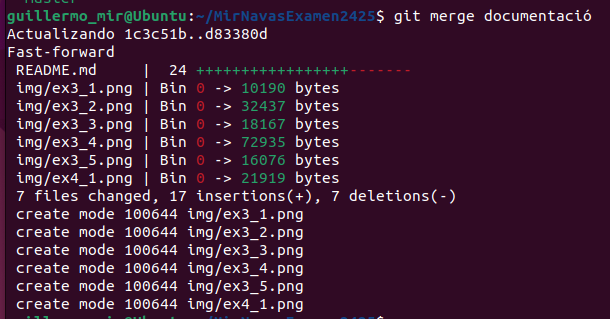 master
guillermo_mir@Ubuntu:~/MirNavasExamen2425$ git merge documentació
Actualizando 1c3c51b..d83380d
Fast-forward
 README.md     |  24 +++++++++++++++++-------
 img/ex3_1.png | Bin 0 -> 10190 bytes
 img/ex3_2.png | Bin 0 -> 32437 bytes
 img/ex3_3.png | Bin 0 -> 18167 bytes
 img/ex3_4.png | Bin 0 -> 72935 bytes
 img/ex3_5.png | Bin 0 -> 16076 bytes
 img/ex4_1.png | Bin 0 -> 21919 bytes
 7 files changed, 17 insertions(+), 7 deletions(-)
 create mode 100644 img/ex3_1.png
 create mode 100644 img/ex3_2.png
 create mode 100644 img/ex3_3.png
 create mode 100644 img/ex3_4.png
 create mode 100644 img/ex3_5.png
 create mode 100644 img/ex4_1.png
guillermo_mir@Ubuntu:~/MirNavasExamen2425$